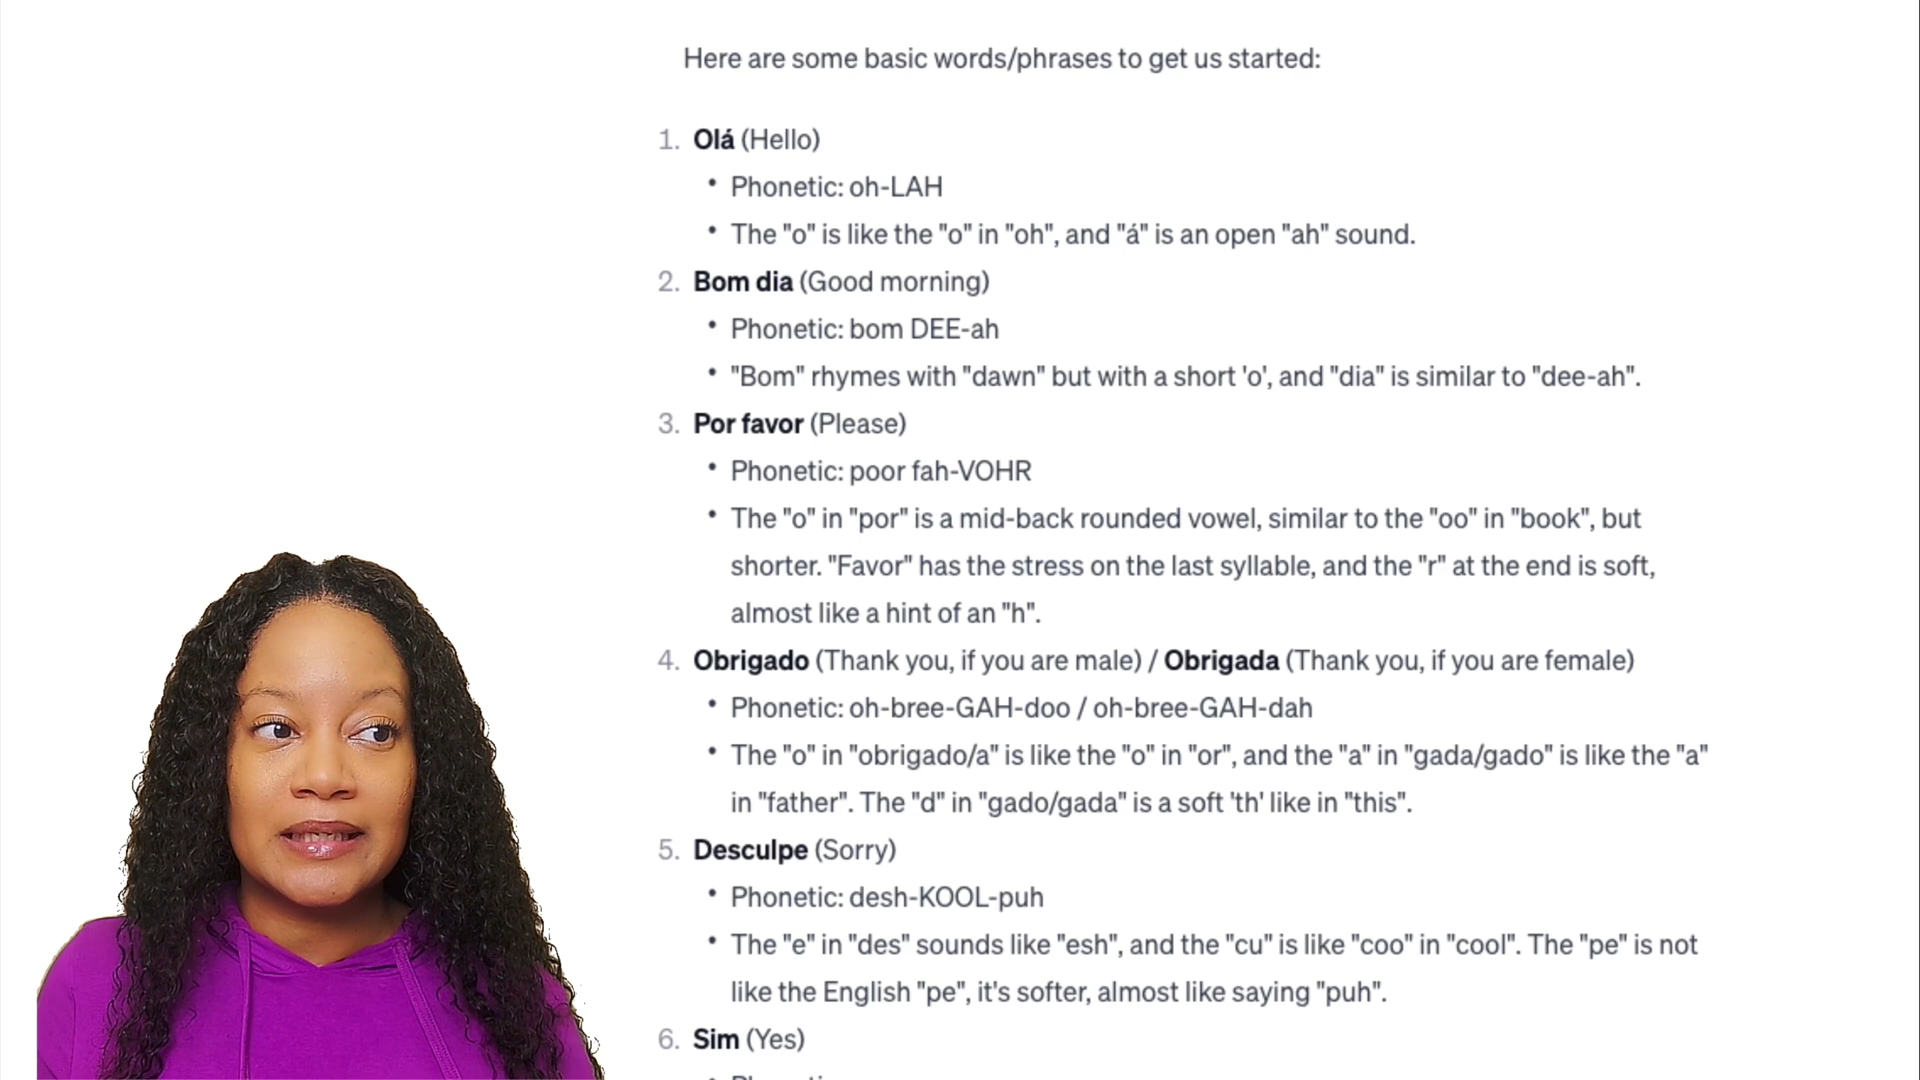 Here are some basic words/phrases to get us started:
1. Olá (Hello)
• Phonetic: oh-LAH
• The "o" is like the "o" in "oh", and "á" is an open "ah" sound.
2. Bom dia (Good morning)
• Phonetic: bom DEE-ah
• "Bom" rhymes with "dawn" but with a short 'o', and "dia" is similar to "dee-ah".
3. Por favor (Please)
• Phonetic: poor fah-VOHR
• The "o" in "por" is a mid-back rounded vowel, similar to the "oo" in "book", but
shorter. "Favor" has the stress on the last syllable, and the "r" at the end is soft,
almost like a hint of an "h".
4. Obrigado (Thank you, if you are male) / Obrigada (Thank you, if you are female)
• Phonetic: oh-bree-GAH-doo / oh-bree-GAH-dah
• The "o" in "obrigado/a" is like the "o" in "or", and the "a" in "gada/gado" is like the "a"
in "father". The "d" in "gado/gada" is a soft 'th' like in "this".
5. Desculpe (Sorry)
• Phonetic: desh-KOOL-puh
• The "e" in "des" sounds like "esh", and the "cu" is like "coo" in "cool". The "pe" is not
like the English "pe", it's softer, almost like saying "puh".
6. Sim (Yes)